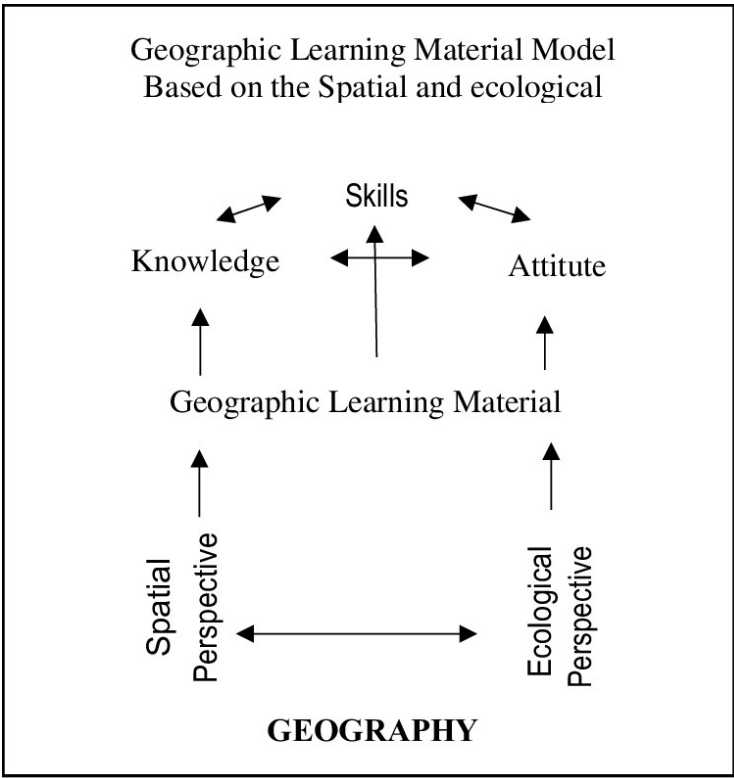 Geographic Learning Material Model
Based on the Spatial and ecological
Skills
Knowledge
Attitute
Geographic Learning Material
Spatial
Perspective
Ecological
Perspective
GEOGRAPHY